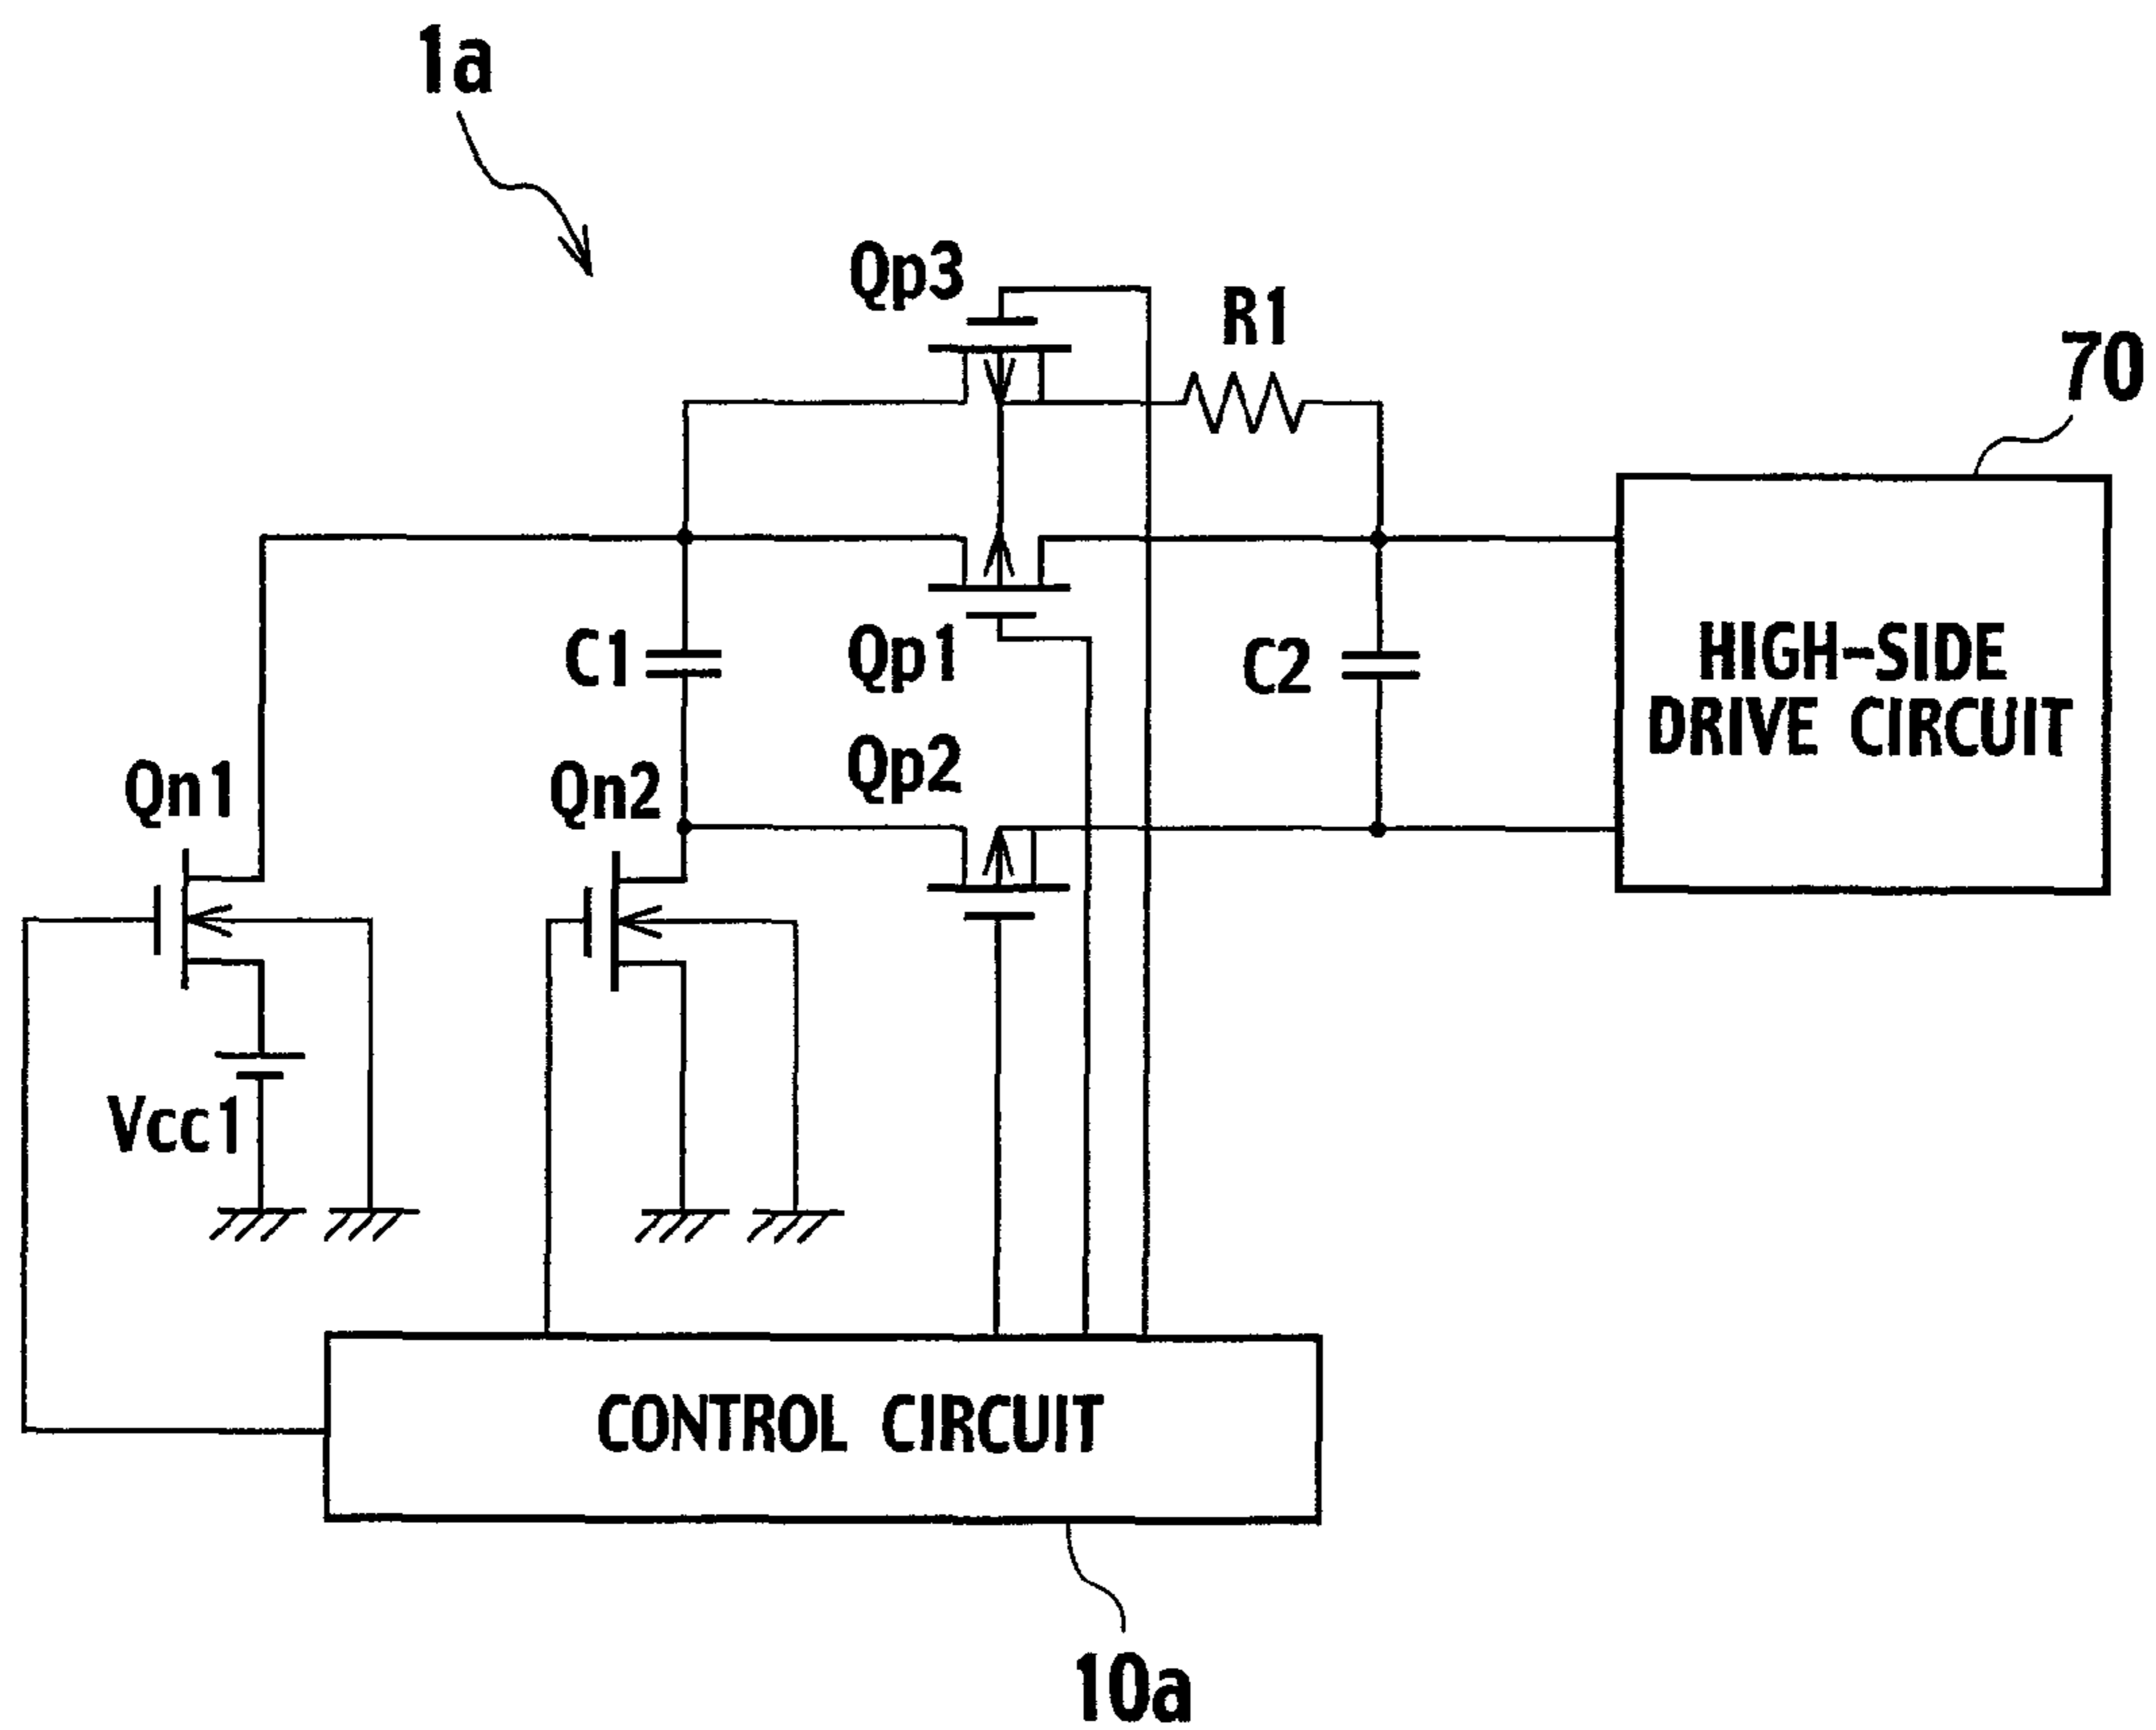 1a
Qp3
R1
70
C1
Qp1
C2
HIGH-SIDE
DRIVE CIRCUIT
Qn1
Qn2
Qp2
Vcc1
CONTROL CIRCUIT
10a